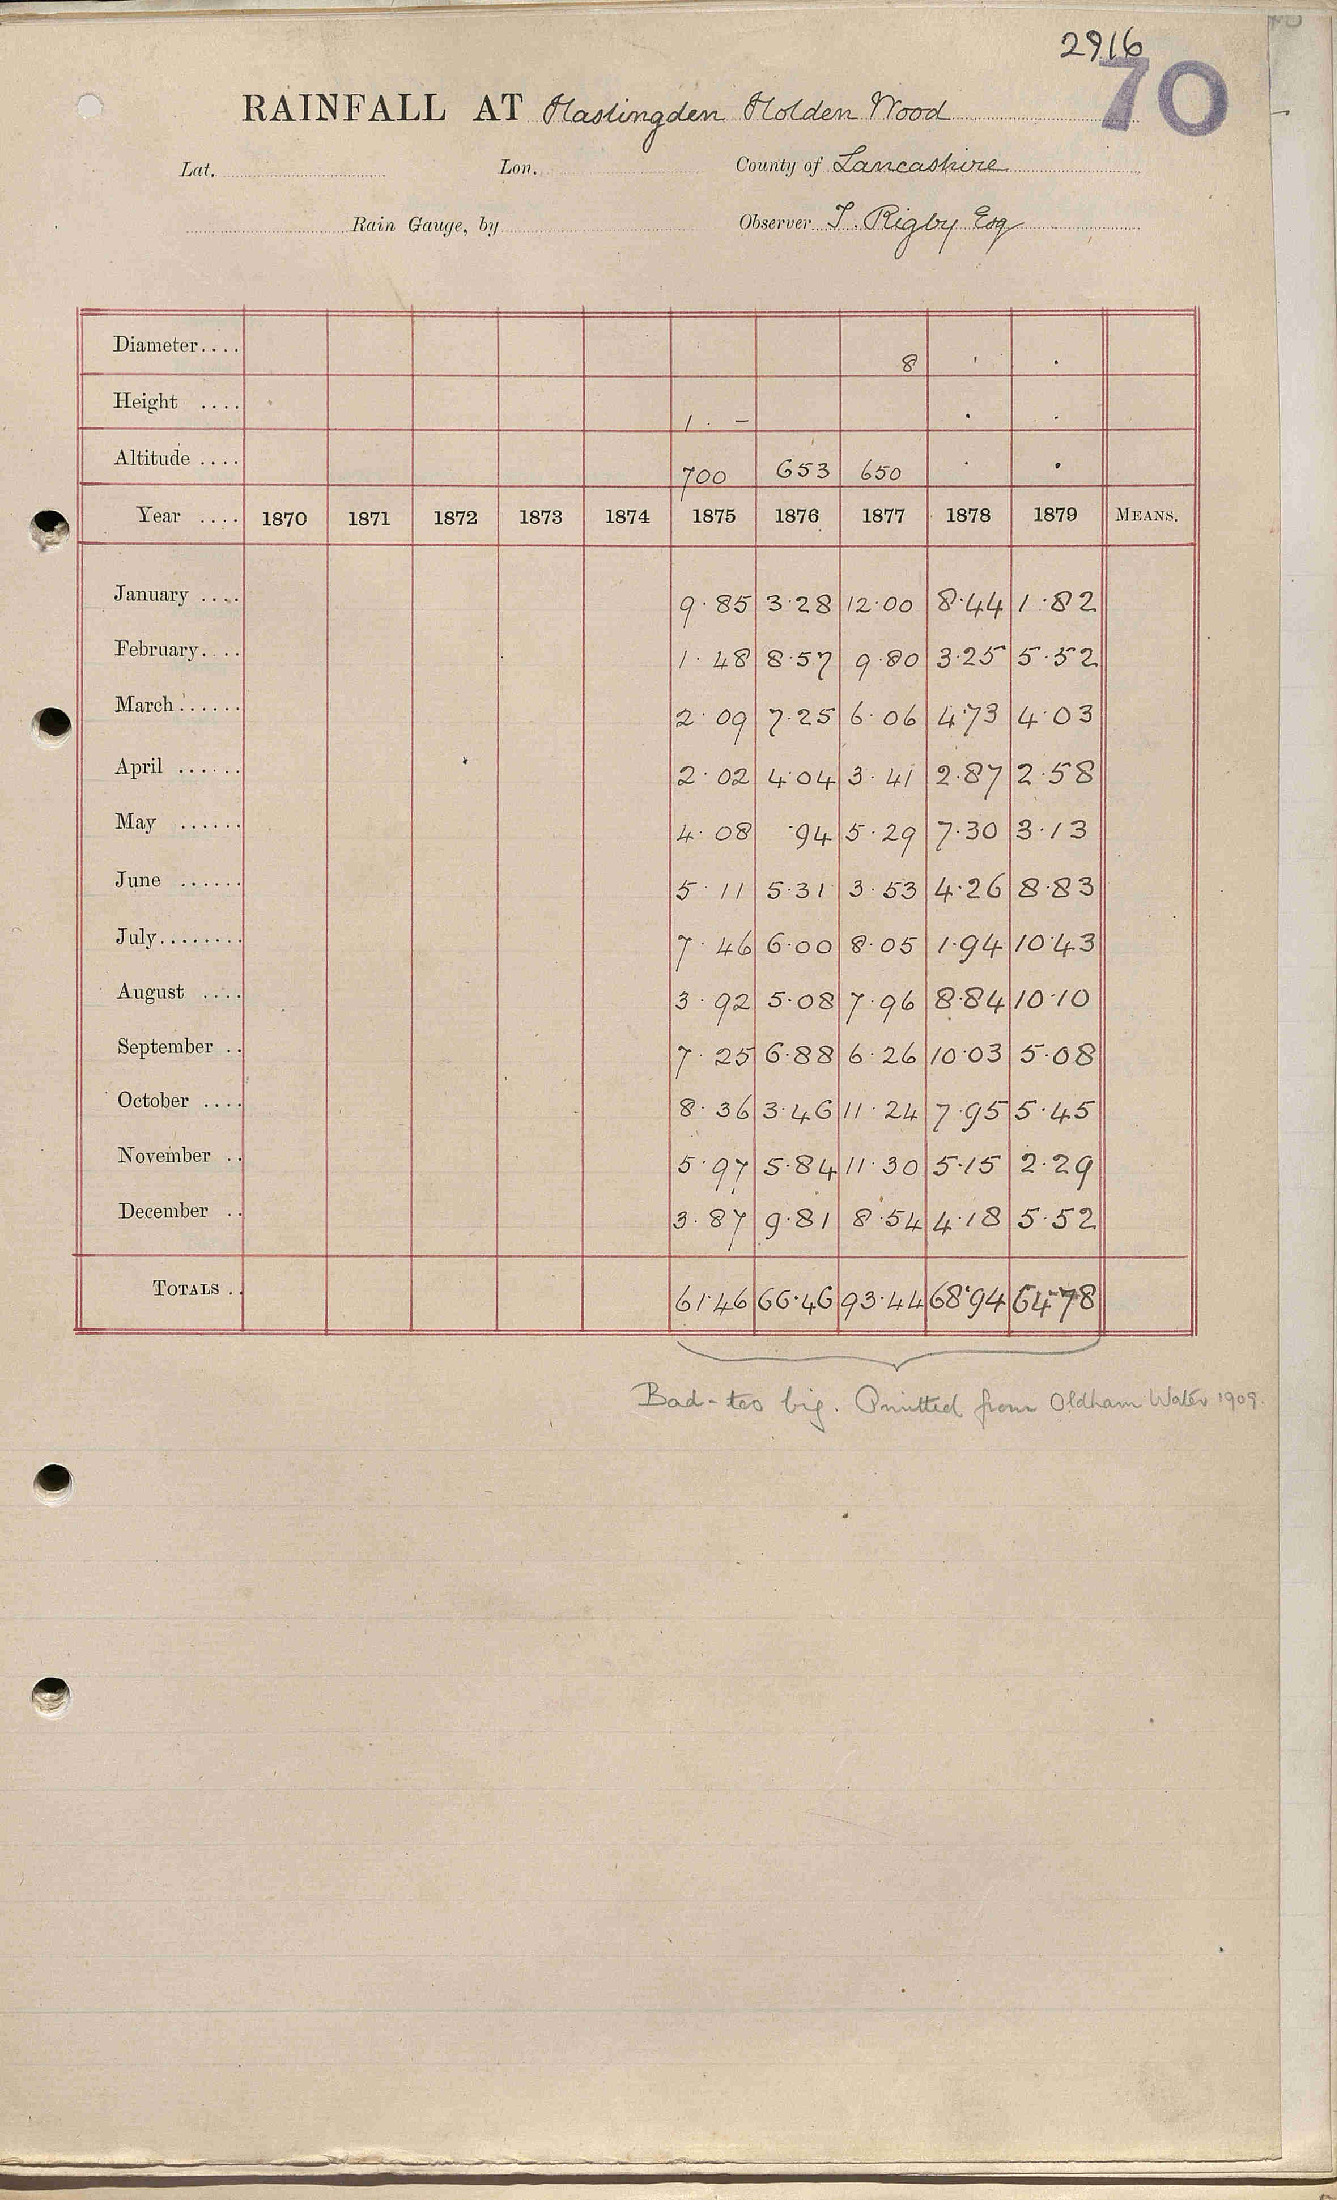 2916
70
RAINFALL AT Haslingden Holden Wood
Lat. Lon. County of Lancashire
Rain Gauge, by Observer T. Rigby Esq
Diameter.... 8 ' .
Height .... 1 . - . .
Altitude .... 700 653 650 . .
Year .... 1870 1871 1872 1873 1874 1875 1876 1877 1878 1879 MEANS.
January .... 9.85 3.28 12.00 8.44 1.82
February.... 1.48 8.57 9.80 3.25 5.52
March...... 2.09 7.25 6.06 4.73 4.03
April ...... 2.02 4.04 3.41 2.87 2.58
May ...... 4.08 .94 5.29 7.30 3.13
June ...... 5.11 5.31 3.53 4.26 8.83
July........ 7.46 6.00 8.05 1.94 10.43
August .... 3.92 5.08 7.96 8.84 10.10
September .. 7.25 6.88 6.26 10.03 5.08
October .... 8.36 3.46 11.24 7.95 5.45
November .. 5.97 5.84 11.30 5.15 2.29
December .. 3.87 9.81 8.54 4.18 5.52
TOTALS .. 61.46 66.46 93.44 68.94 64.78
Bad - too big. Omitted from Oldham Water 1909.